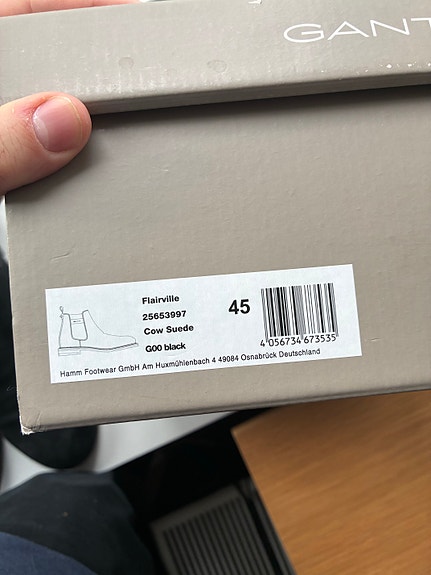 GANT
Flairville
25653997
Cow Suede
G00 black
45
4 056734 673535
Hamm Footwear GmbH Am Huxmühlenbach 4 49084 Osnabrück Deutschland